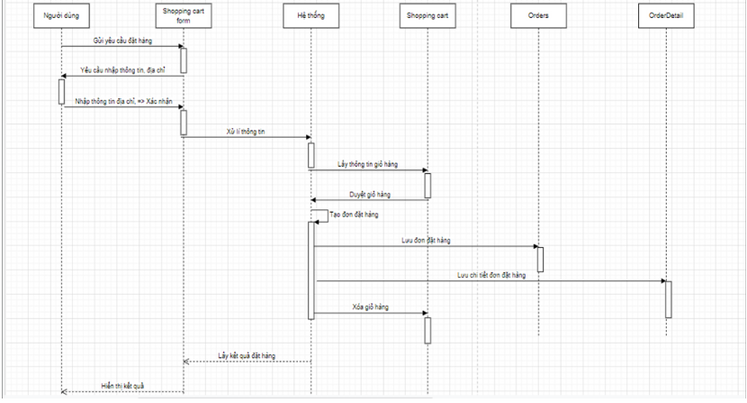 Người dùng
Shopping cart
form
Hệ thống
Shopping cart
Orders
OrderDetail
Gửi yêu cầu đặt hàng
Yêu cầu nhập thông tin, địa chỉ
Nhập thông tin địa chỉ, => Xác nhận
Xử lí thông tin
Lấy thông tin giỏ hàng
Duyệt giỏ hàng
Tạo đơn đặt hàng
Lưu đơn đặt hàng
Lưu chi tiết đơn đặt hàng
Xóa giỏ hàng
Lấy kết quả đặt hàng
Hiển thị kết quả